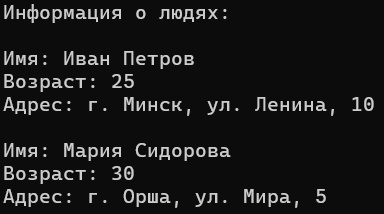 Информация о людях:
Имя: Иван Петров
Возраст: 25
Адрес: г. Минск, ул. Ленина, 10
Имя: Мария Сидорова
Возраст: 30
Адрес: г. Орша, ул. Мира, 5